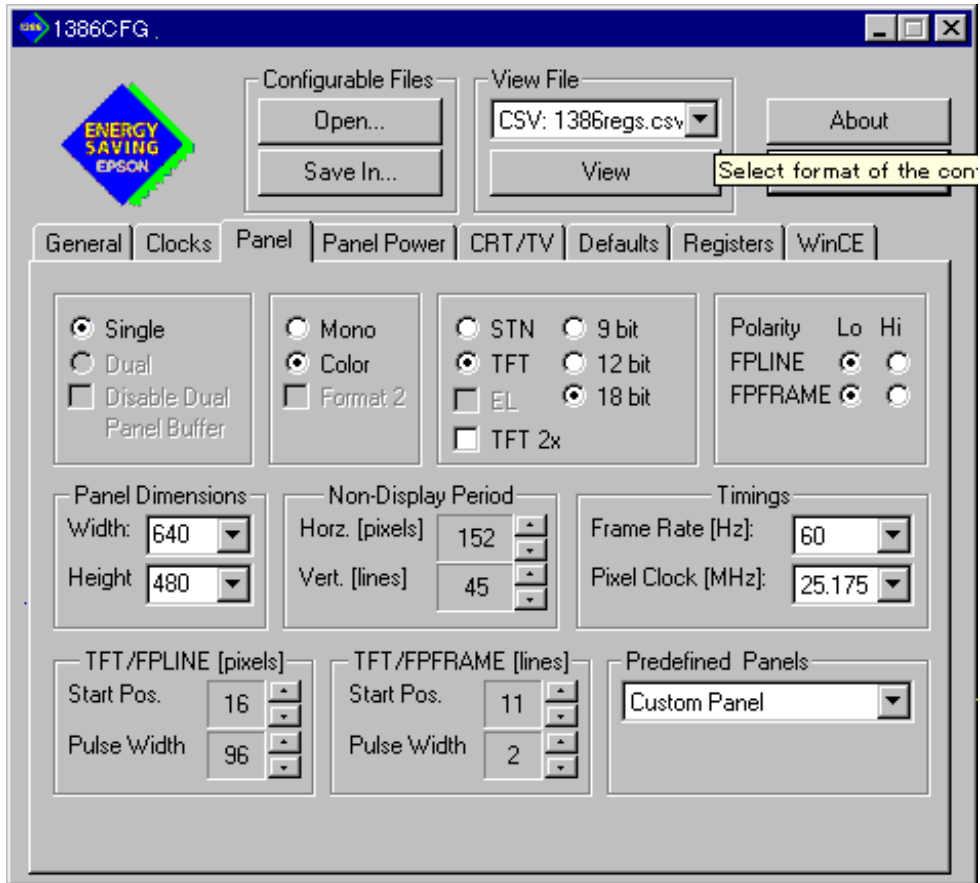 1386
1386CFG
ENERGY
SAVING
EPSON
Configurable Files
Open...
Save In...
View File
CSV: 1386regs.csv
View
About
Select format of the con
General Clocks Panel Panel Power CRT/TV Defaults Registers WinCE
Single
Dual
Disable Dual
Panel Buffer
Mono
Color
Format 2
STN 9 bit
TFT 12 bit
EL 18 bit
TFT 2x
Polarity Lo Hi
FPLINE
FPFRAME
Panel Dimensions
Width: 640
Height 480
Non-Display Period
Horz. [pixels] 152
Vert. [lines] 45
Timings
Frame Rate [Hz]: 60
Pixel Clock [MHz]: 25.175
TFT/FPLINE [pixels]
Start Pos. 16
Pulse Width 96
TFT/FPFRAME [lines]
Start Pos. 11
Pulse Width 2
Predefined Panels
Custom Panel